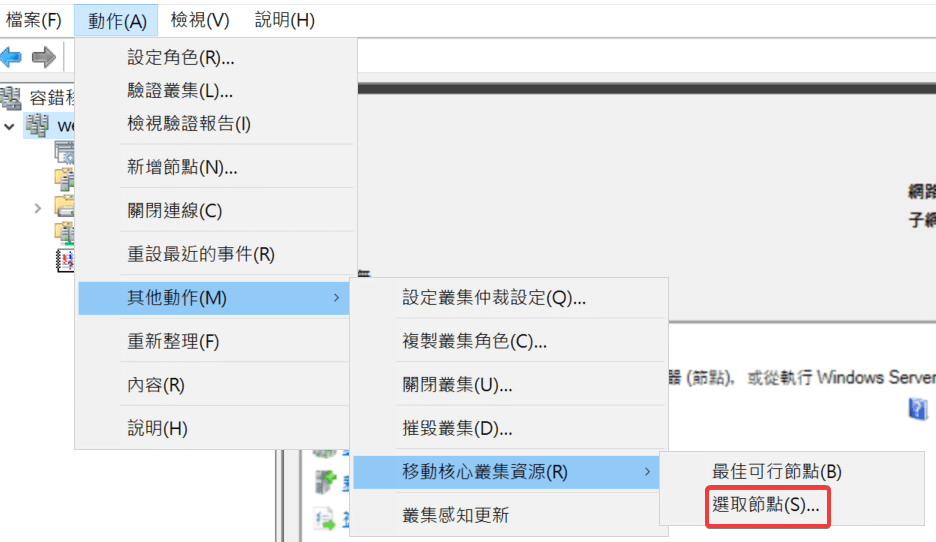 檔案(F) 動作(A) 檢視(V) 說明(H)
設定角色(R)...
驗證叢集(L)...
檢視驗證報告(I)
新增節點(N)...
關閉連線(C)
重設最近的事件(R)
其他動作(M)
重新整理(F)
內容(R)
說明(H)
設定叢集仲裁設定(Q)...
複製叢集角色(C)...
關閉叢集(U)...
摧毀叢集(D)...
移動核心叢集資源(R)
叢集感知更新
最佳可行節點(B)
選取節點(S)...
容錯移
we
網路
子網
器 (節點)，或從執行 Windows Server